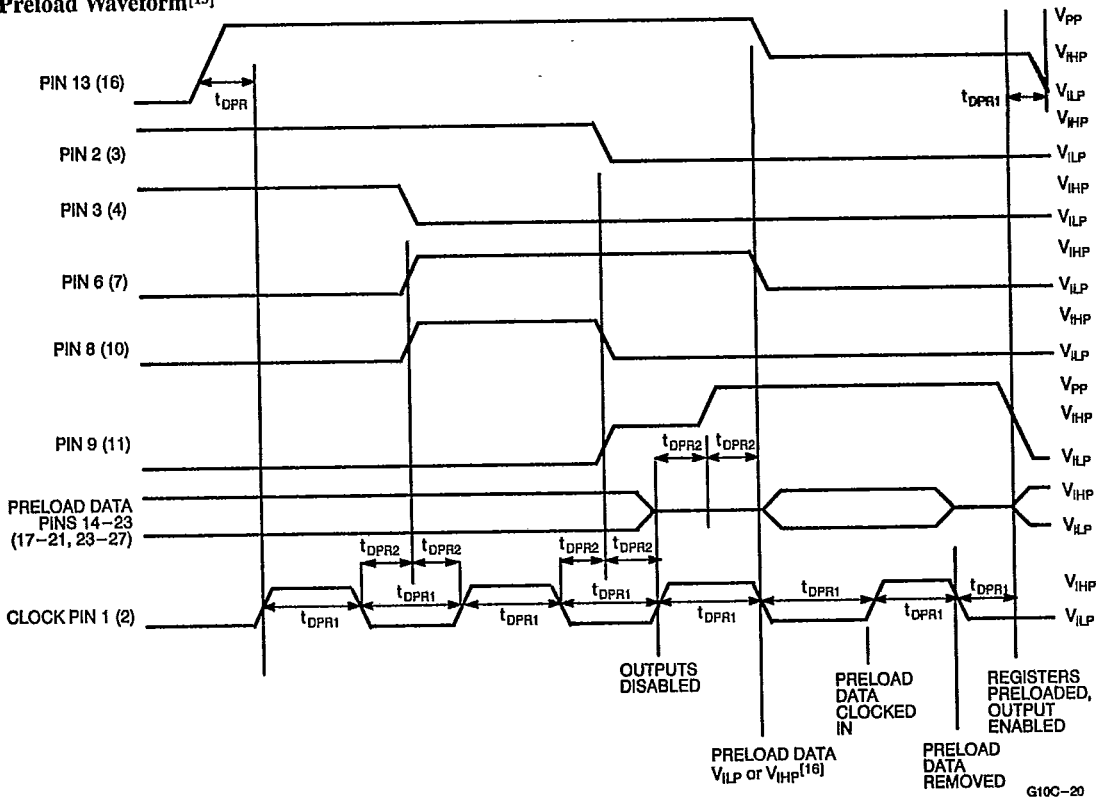 Preload Waveform[15]
VPP
VIHP
PIN 13 (16)
tDPR
tDPR1
VILP
VIHP
PIN 2 (3)
VILP
VIHP
PIN 3 (4)
VILP
VIHP
PIN 6 (7)
VILP
VIHP
PIN 8 (10)
VILP
VPP
VIHP
PIN 9 (11)
tDPR2
tDPR2
VILP
VIHP
PRELOAD DATA
PINS 14–23
(17–21, 23–27)
VILP
tDPR2
tDPR2
tDPR2
tDPR2
VIHP
CLOCK PIN 1 (2)
tDPR1
tDPR1
tDPR1
tDPR1
tDPR1
tDPR1
tDPR1
tDPR1
VILP
OUTPUTS
DISABLED
PRELOAD
DATA
CLOCKED
IN
REGISTERS
PRELOADED,
OUTPUT
ENABLED
PRELOAD DATA
VILP or VIHP[16]
PRELOAD
DATA
REMOVED
G10C–20